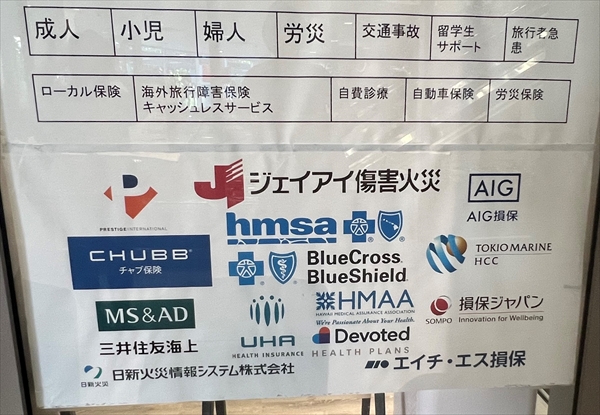 成人 小児 婦人 労災 交通事故 留学生サポート 旅行者急患
ローカル保険 海外旅行障害保険キャッシュレスサービス 自費診療 自動車保険 労災保険
P
PRESTIGE INTERNATIONAL
ジェイアイ傷害火災
AIG
AIG損保
hmsa
CHUBB
チャブ保険
BlueCross
BlueShield
TOKIO MARINE
HCC
MS&AD
三井住友海上
UHA
HEALTH INSURANCE
HMAA
HAWAII MEDICAL ASSURANCE ASSOCIATION
We're Passionate About Your Health.
Devoted
HEALTH PLANS
損保ジャパン
SOMPO Innovation for Wellbeing
日新火災 日新火災情報システム株式会社
エイチ・エス損保